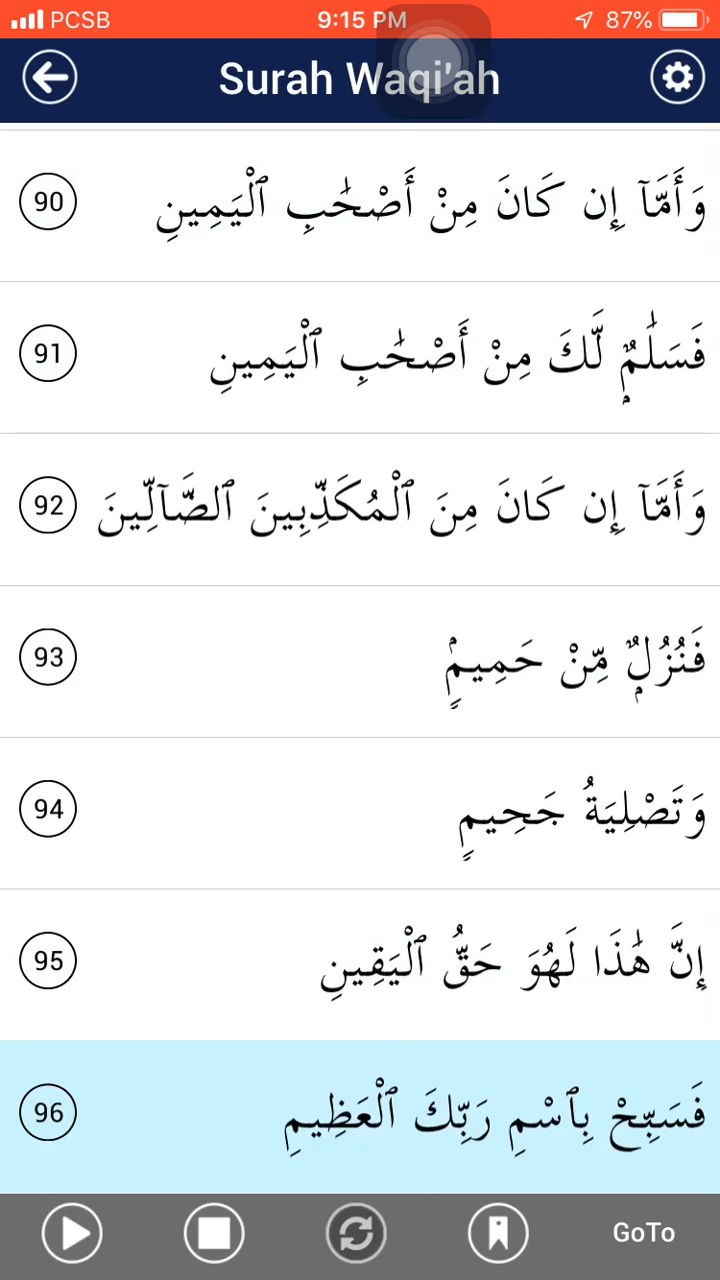 PCSB 9:15 PM 87%
Surah Waqi'ah
90 وَأَمَّآ إِن كَانَ مِنْ أَصْحَٰبِ ٱلْيَمِينِ
91 فَسَلَٰمٌۭ لَّكَ مِنْ أَصْحَٰبِ ٱلْيَمِينِ
92 وَأَمَّآ إِن كَانَ مِنَ ٱلْمُكَذِّبِينَ ٱلضَّآلِّينَ
93 فَنُزُلٌۭ مِّنْ حَمِيمٍۢ
94 وَتَصْلِيَةُ جَحِيمٍ
95 إِنَّ هَٰذَا لَهُوَ حَقُّ ٱلْيَقِينِ
96 فَسَبِّحْ بِٱسْمِ رَبِّكَ ٱلْعَظِيمِ
GoTo